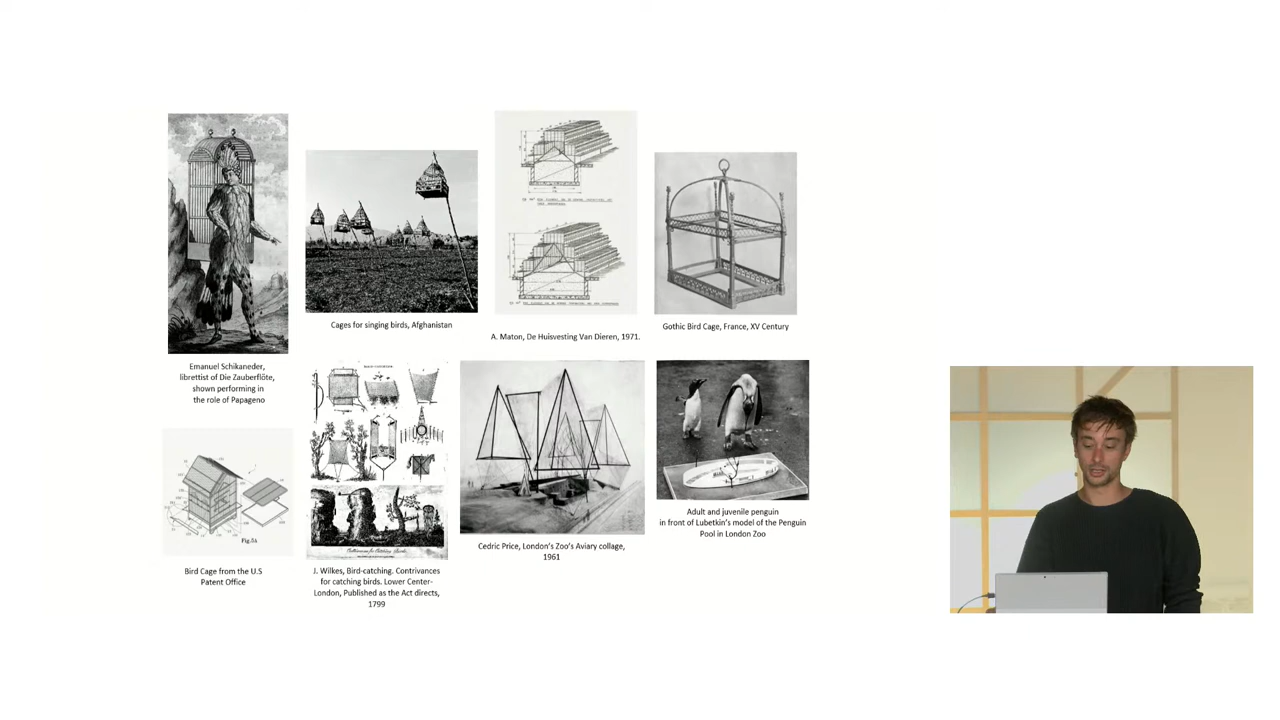 Emanuel Schikaneder,
librettist of Die Zauberflöte,
shown performing in
the role of Papageno
Cages for singing birds, Afghanistan
A. Maton, De Huisvesting Van Dieren, 1971.
Gothic Bird Cage, France, XV Century
Fig.5A
Bird Cage from the U.S
Patent Office
J. Wilkes, Bird-catching. Contrivances
for catching birds. Lower Center-
London, Published as the Act directs,
1799
Cedric Price, London's Zoo's Aviary collage,
1961
Adult and juvenile penguin
in front of Lubetkin's model of the Penguin
Pool in London Zoo